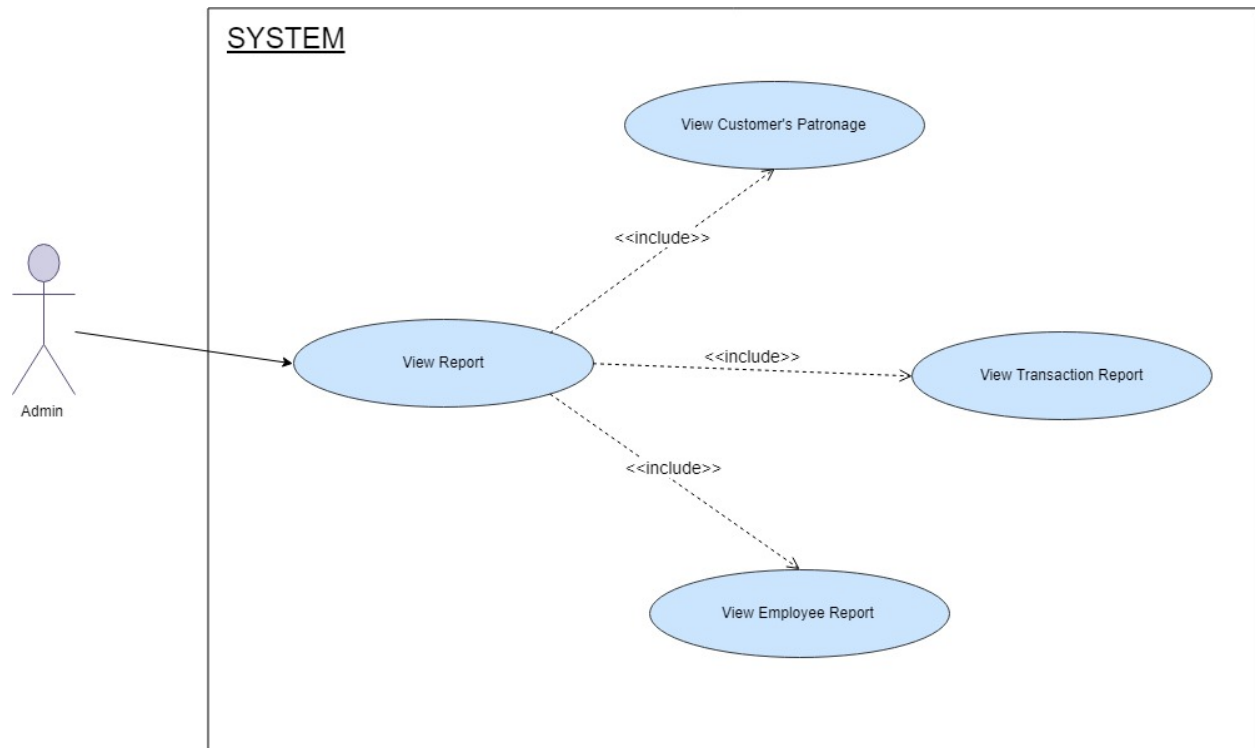 SYSTEM
View Customer's Patronage
<<include>>
View Report
<<include>>
View Transaction Report
Admin
<<include>>
View Employee Report